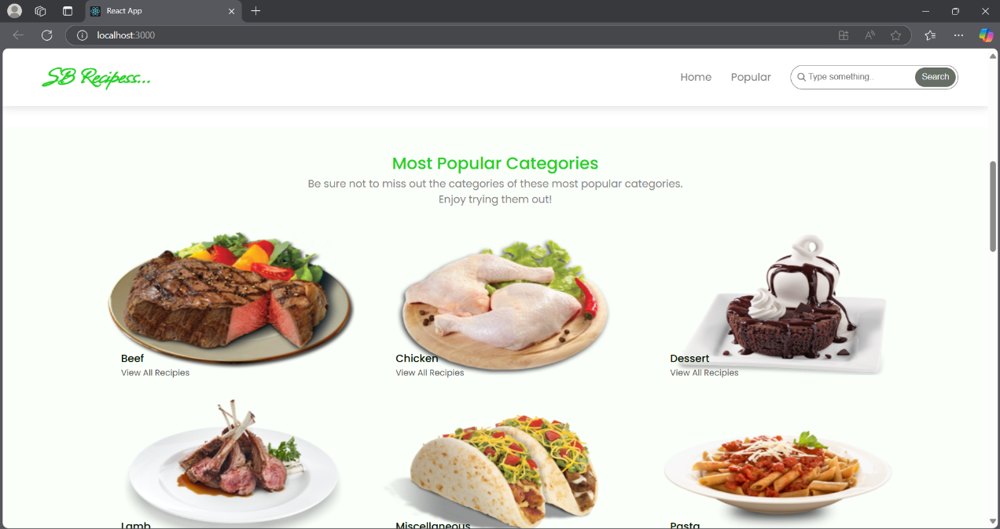 React App
localhost:3000
SB Recipess...
Home
Popular
Type something..
Search
Most Popular Categories
Be sure not to miss out the categories of these most popular categories.
Enjoy trying them out!
Beef
View All Recipies
Chicken
View All Recipies
Dessert
View All Recipies
Lamb
Miscellaneous
Pasta